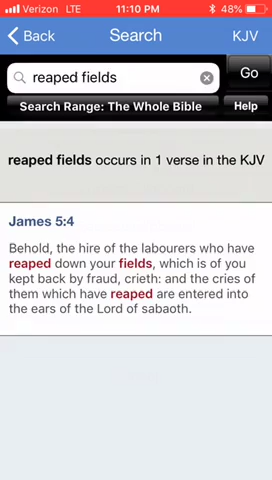 Verizon LTE 11:10 PM 48%
Back Search KJV
reaped fields Go
Search Range: The Whole Bible Help
reaped fields occurs in 1 verse in the KJV
James 5:4
Behold, the hire of the labourers who have
reaped down your fields, which is of you
kept back by fraud, crieth: and the cries of
them which have reaped are entered into
the ears of the Lord of sabaoth.